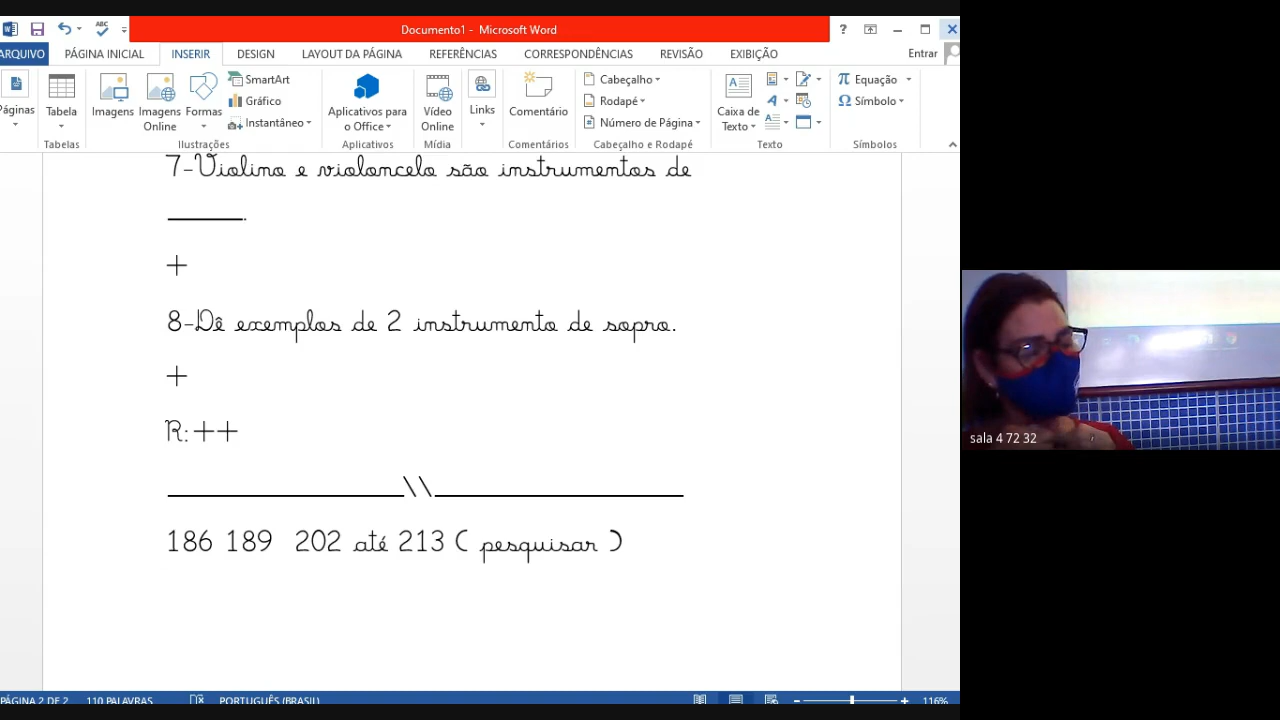 Documento1 - Microsoft Word
ARQUIVO PÁGINA INICIAL INSERIR DESIGN LAYOUT DA PÁGINA REFERÊNCIAS CORRESPONDÊNCIAS REVISÃO EXIBIÇÃO Entrar
Páginas Tabela Imagens Imagens Online Formas SmartArt Gráfico Instantâneo Aplicativos para o Office Vídeo Online Links Comentário Cabeçalho Rodapé Número de Página Caixa de Texto Equação Símbolo
Tabelas Ilustrações Aplicativos Mídia Comentários Cabeçalho e Rodapé Texto Símbolos
7-Violino e violoncelo são instrumentos de
______.
+
8-Dê exemplos de 2 instrumento de sopro.
+
R:++
____________________\\____________________
186 189 202 até 213 ( pesquisar )
sala 4 72 32
PÁGINA 2 DE 2 110 PALAVRAS PORTUGUÊS (BRASIL) 116%